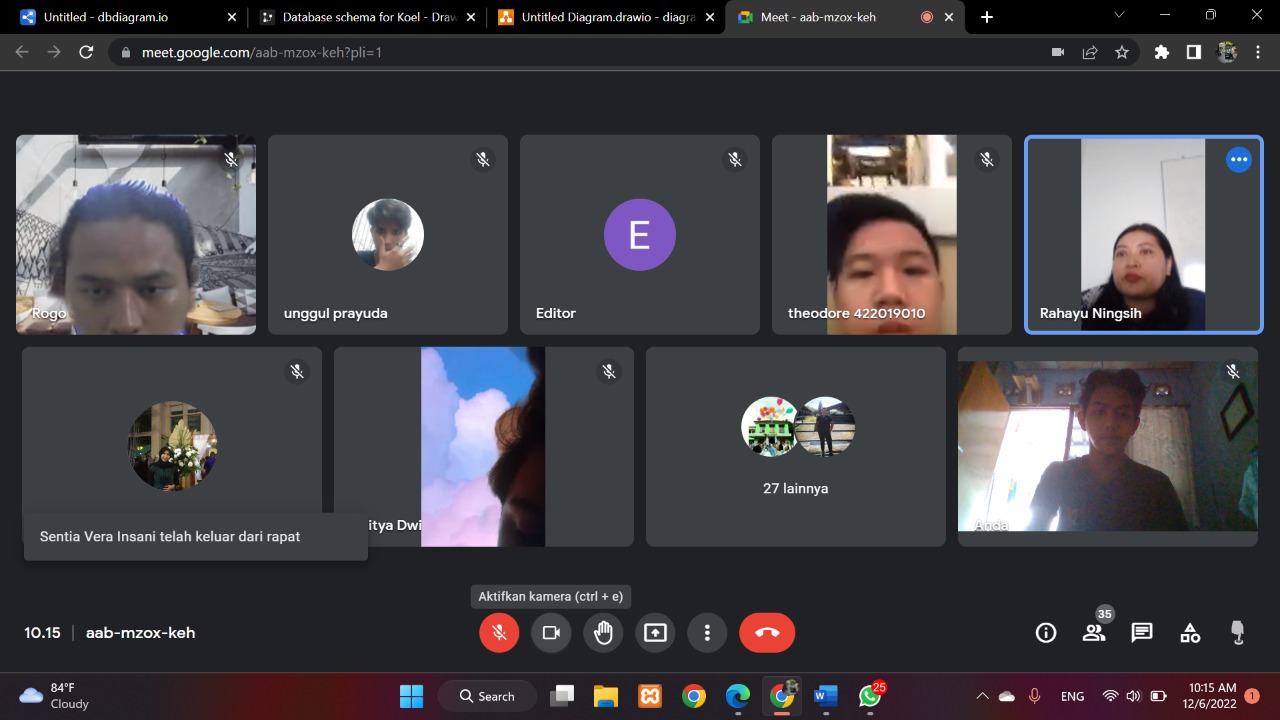 Untitled - dbdiagram.io
Database schema for Koel - Draw
Untitled Diagram.drawio - diagra
Meet - aab-mzox-keh
meet.google.com/aab-mzox-keh?pli=1
Rogo
unggul prayuda
E
Editor
theodore 422019010
Rahayu Ningsih
itya Dwi
27 lainnya
Anda
Sentia Vera Insani telah keluar dari rapat
Aktifkan kamera (ctrl + e)
10.15 | aab-mzox-keh
35
84°F
Cloudy
Search
W
25
ENG
10:15 AM
12/6/2022
1